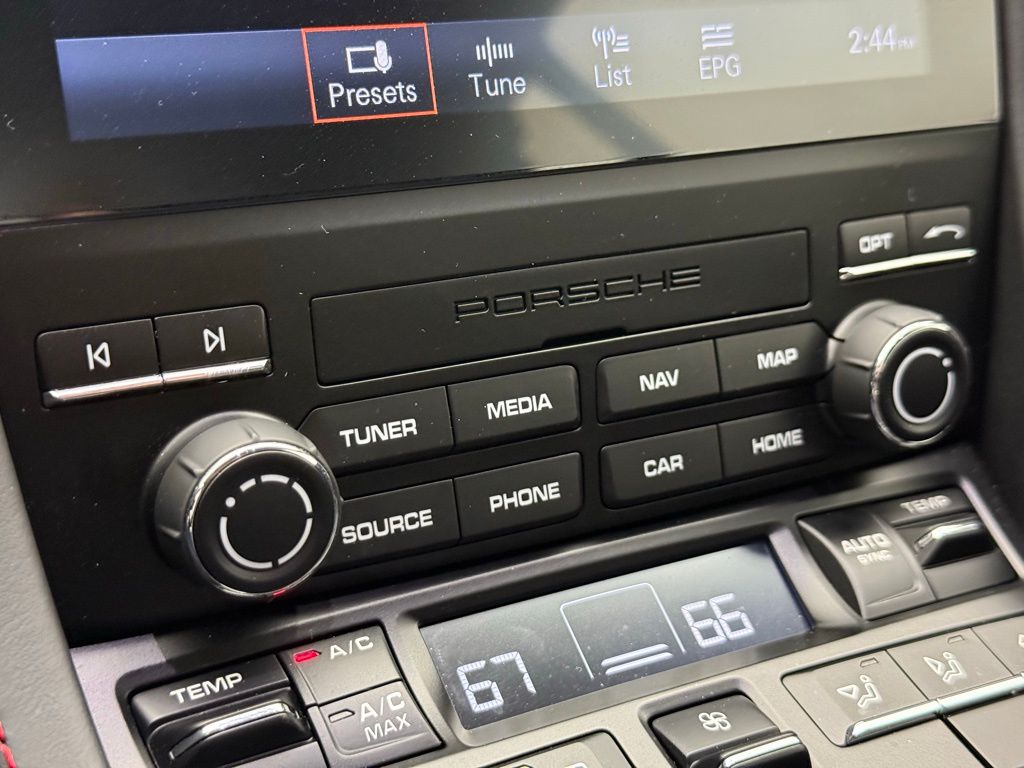 Presets
Tune
List
EPG
2:44 PM
PORSCHE
OPT
TUNER
MEDIA
NAV
MAP
SOURCE
PHONE
CAR
HOME
TEMP
AUTO
SYNC
67
66
TEMP
A/C
A/C
MAX